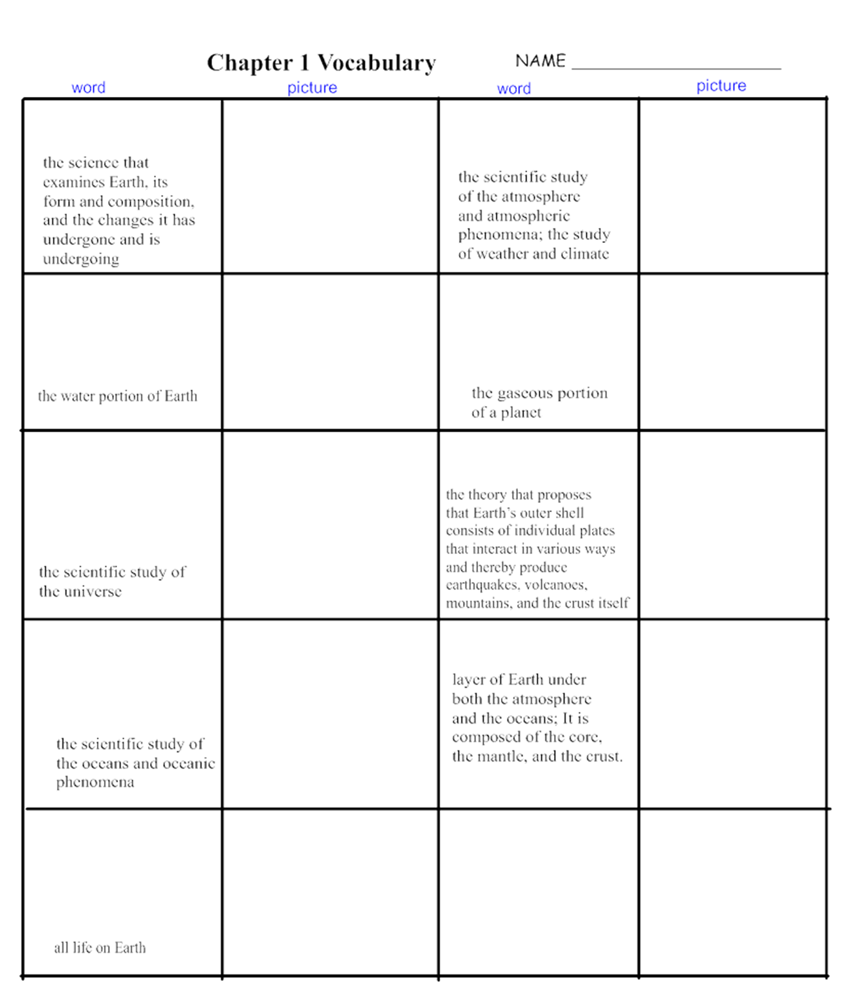 Chapter 1 Vocabulary
NAME
word
picture
word
picture
the science that
examines Earth, its
form and composition,
and the changes it has
undergone and is
undergoing
the scientific study
of the atmosphere
and atmospheric
phenomena; the study
of weather and climate
the water portion of Earth
the gaseous portion
of a planet
the scientific study of
the universe
the theory that proposes
that Earth's outer shell
consists of individual plates
that interact in various ways
and thereby produce
earthquakes, volcanoes,
mountains, and the crust itself
the scientific study of
the oceans and oceanic
phenomena
layer of Earth under
both the atmosphere
and the oceans; It is
composed of the core,
the mantle, and the crust.
all life on Earth